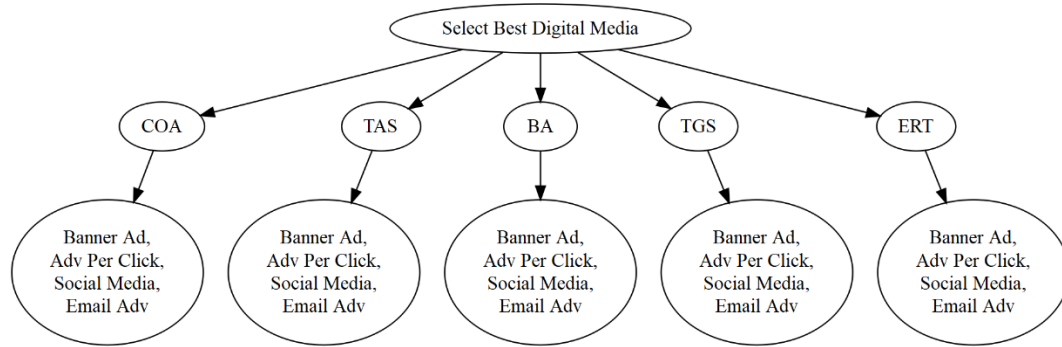 Select Best Digital Media
COA
TAS
BA
TGS
ERT
Banner Ad,
Adv Per Click,
Social Media,
Email Adv
Banner Ad,
Adv Per Click,
Social Media,
Email Adv
Banner Ad,
Adv Per Click,
Social Media,
Email Adv
Banner Ad,
Adv Per Click,
Social Media,
Email Adv
Banner Ad,
Adv Per Click,
Social Media,
Email Adv